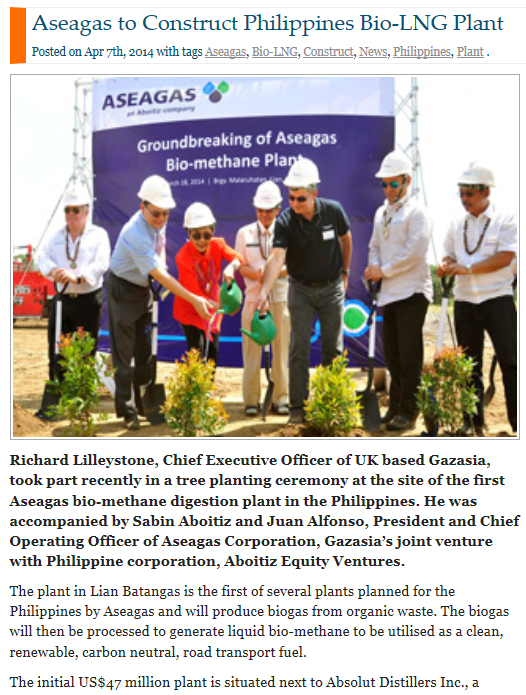 Aseagas to Construct Philippines Bio-LNG Plant
Posted on Apr 7th, 2014 with tags Aseagas, Bio-LNG, Construct, News, Philippines, Plant .
ASEAGAS
an Aboitiz company
Groundbreaking of Aseagas
Bio-methane Plant
March 18, 2014 | Brgy. Malaruhatan, Lian,
Richard Lilleystone, Chief Executive Officer of UK based Gazasia,
took part recently in a tree planting ceremony at the site of the first
Aseagas bio-methane digestion plant in the Philippines. He was
accompanied by Sabin Aboitiz and Juan Alfonso, President and Chief
Operating Officer of Aseagas Corporation, Gazasia’s joint venture
with Philippine corporation, Aboitiz Equity Ventures.
The plant in Lian Batangas is the first of several plants planned for the
Philippines by Aseagas and will produce biogas from organic waste. The biogas
will then be processed to generate liquid bio-methane to be utilised as a clean,
renewable, carbon neutral, road transport fuel.
The initial US$47 million plant is situated next to Absolut Distillers Inc., a